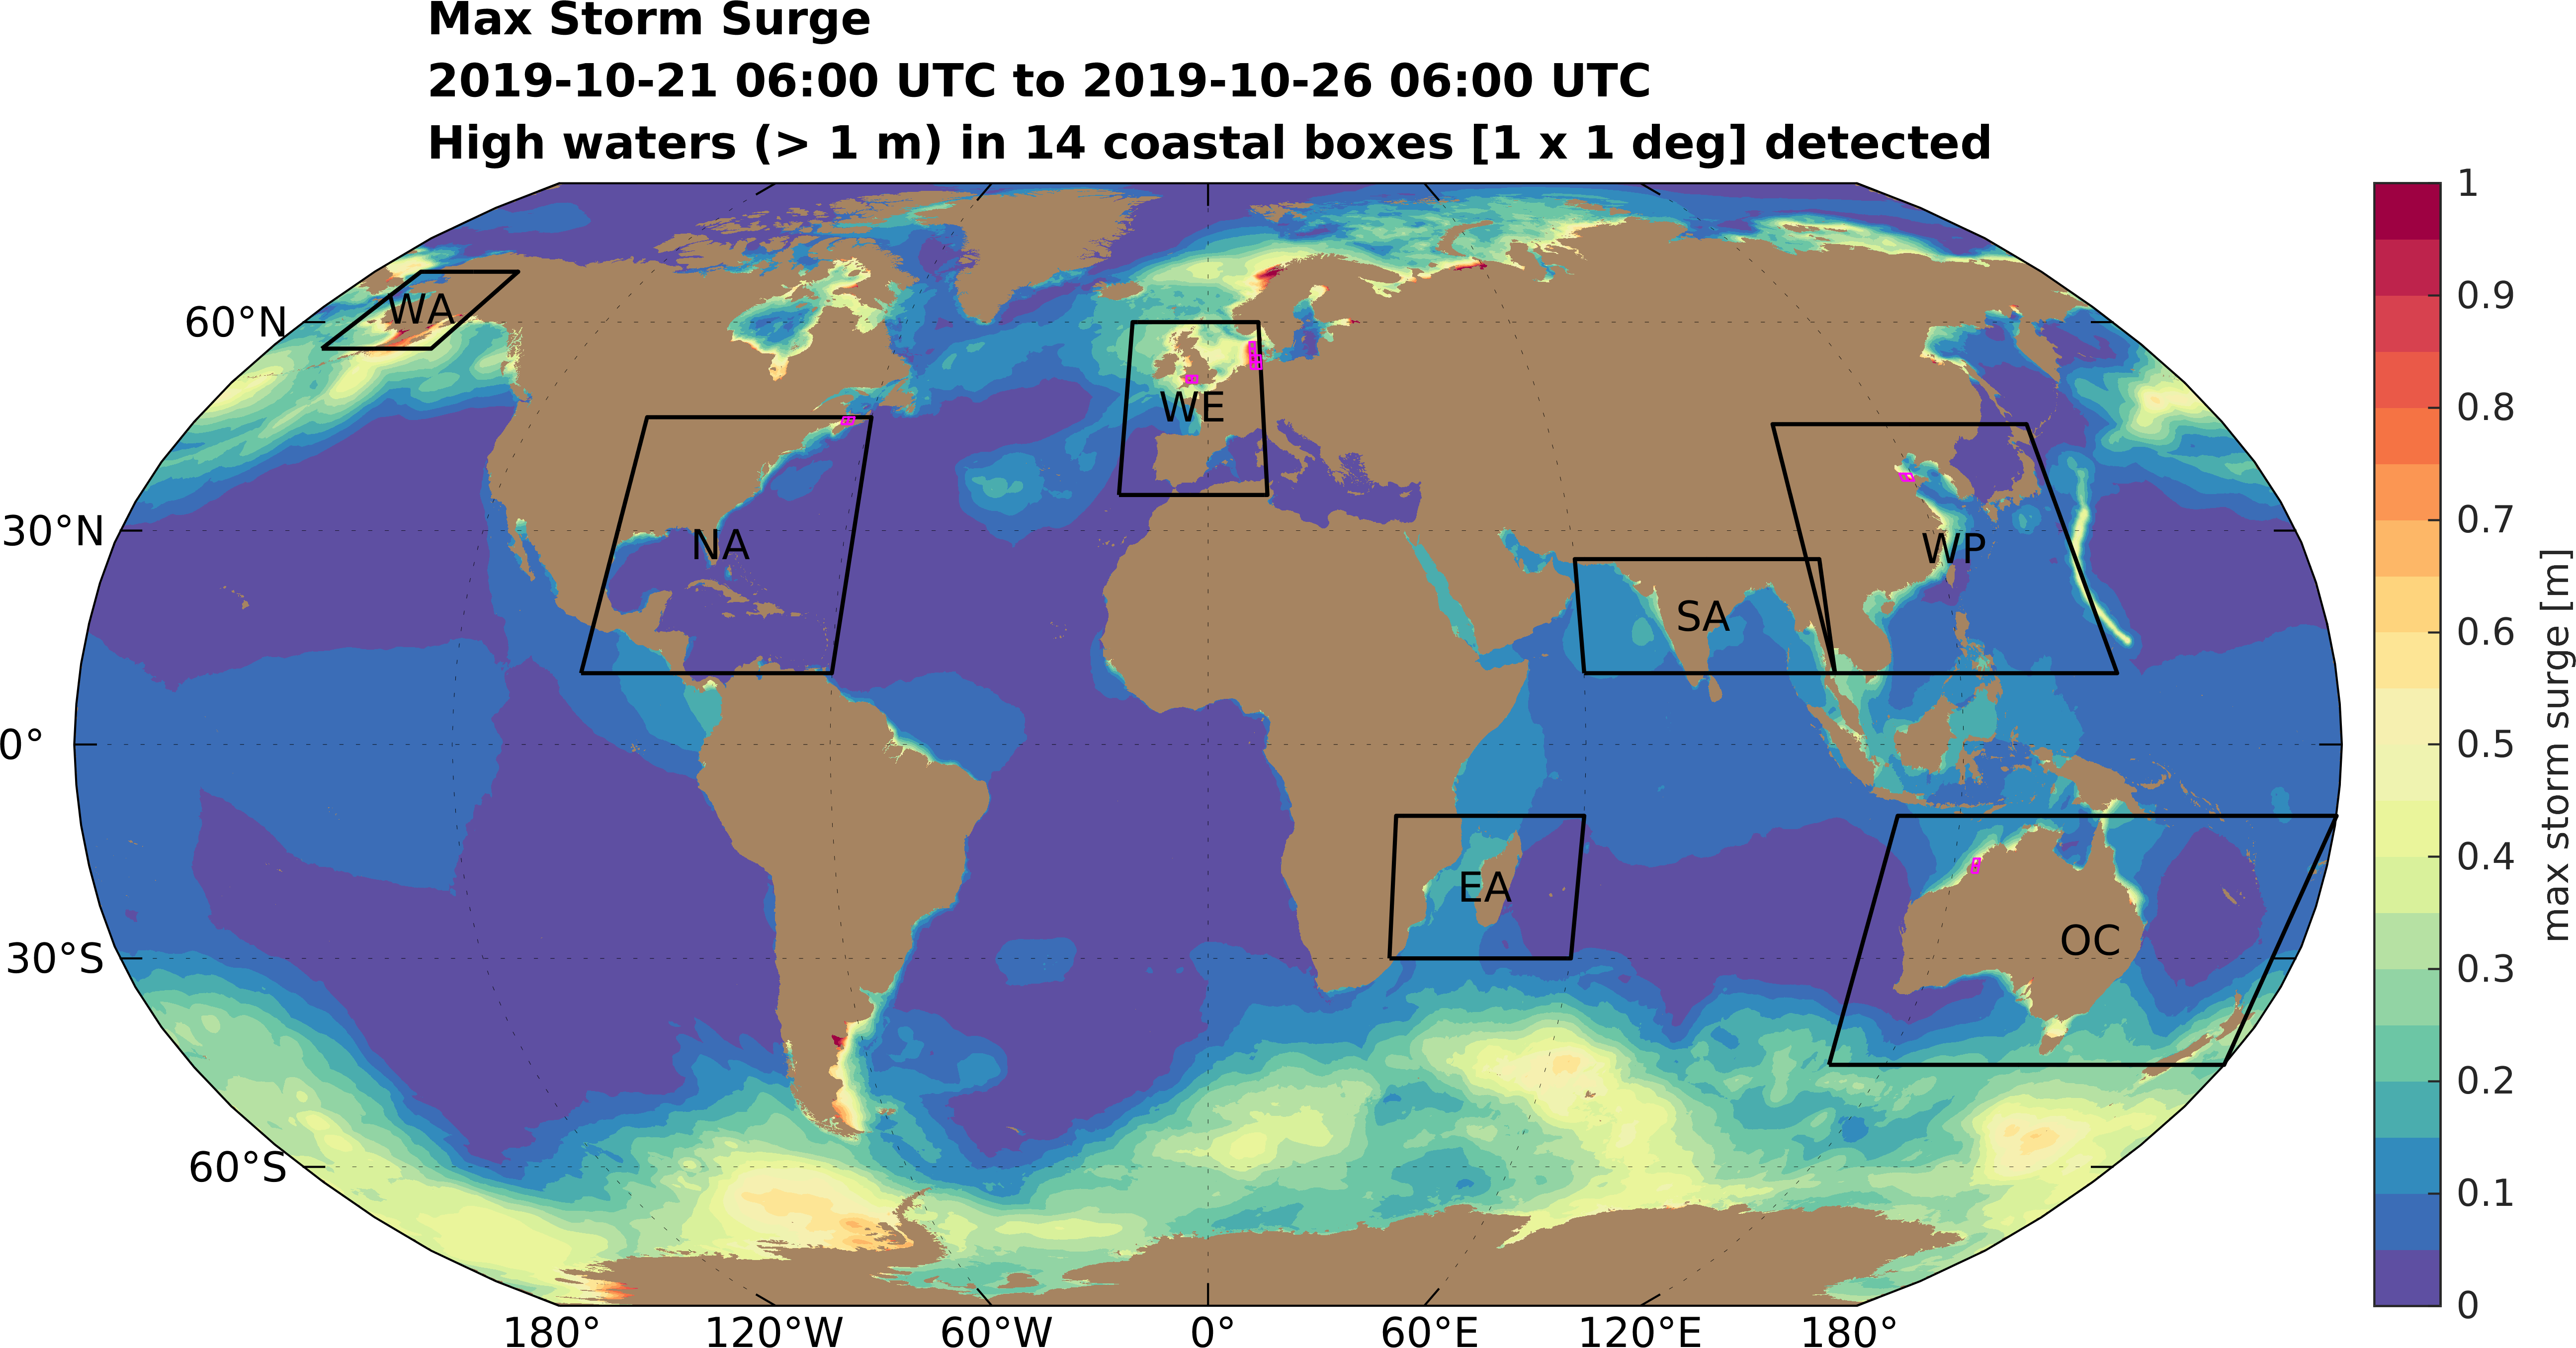 Max Storm Surge
2019-10-21 06:00 UTC to 2019-10-26 06:00 UTC
High waters (> 1 m) in 14 coastal boxes [1 x 1 deg] detected
60°N
30°N
0°
30°S
60°S
WA
WE
NA
WP
SA
EA
OC
180°
120°W
60°W
0°
60°E
120°E
180°
1
0.9
0.8
0.7
0.6
0.5
0.4
0.3
0.2
0.1
0
max storm surge [m]